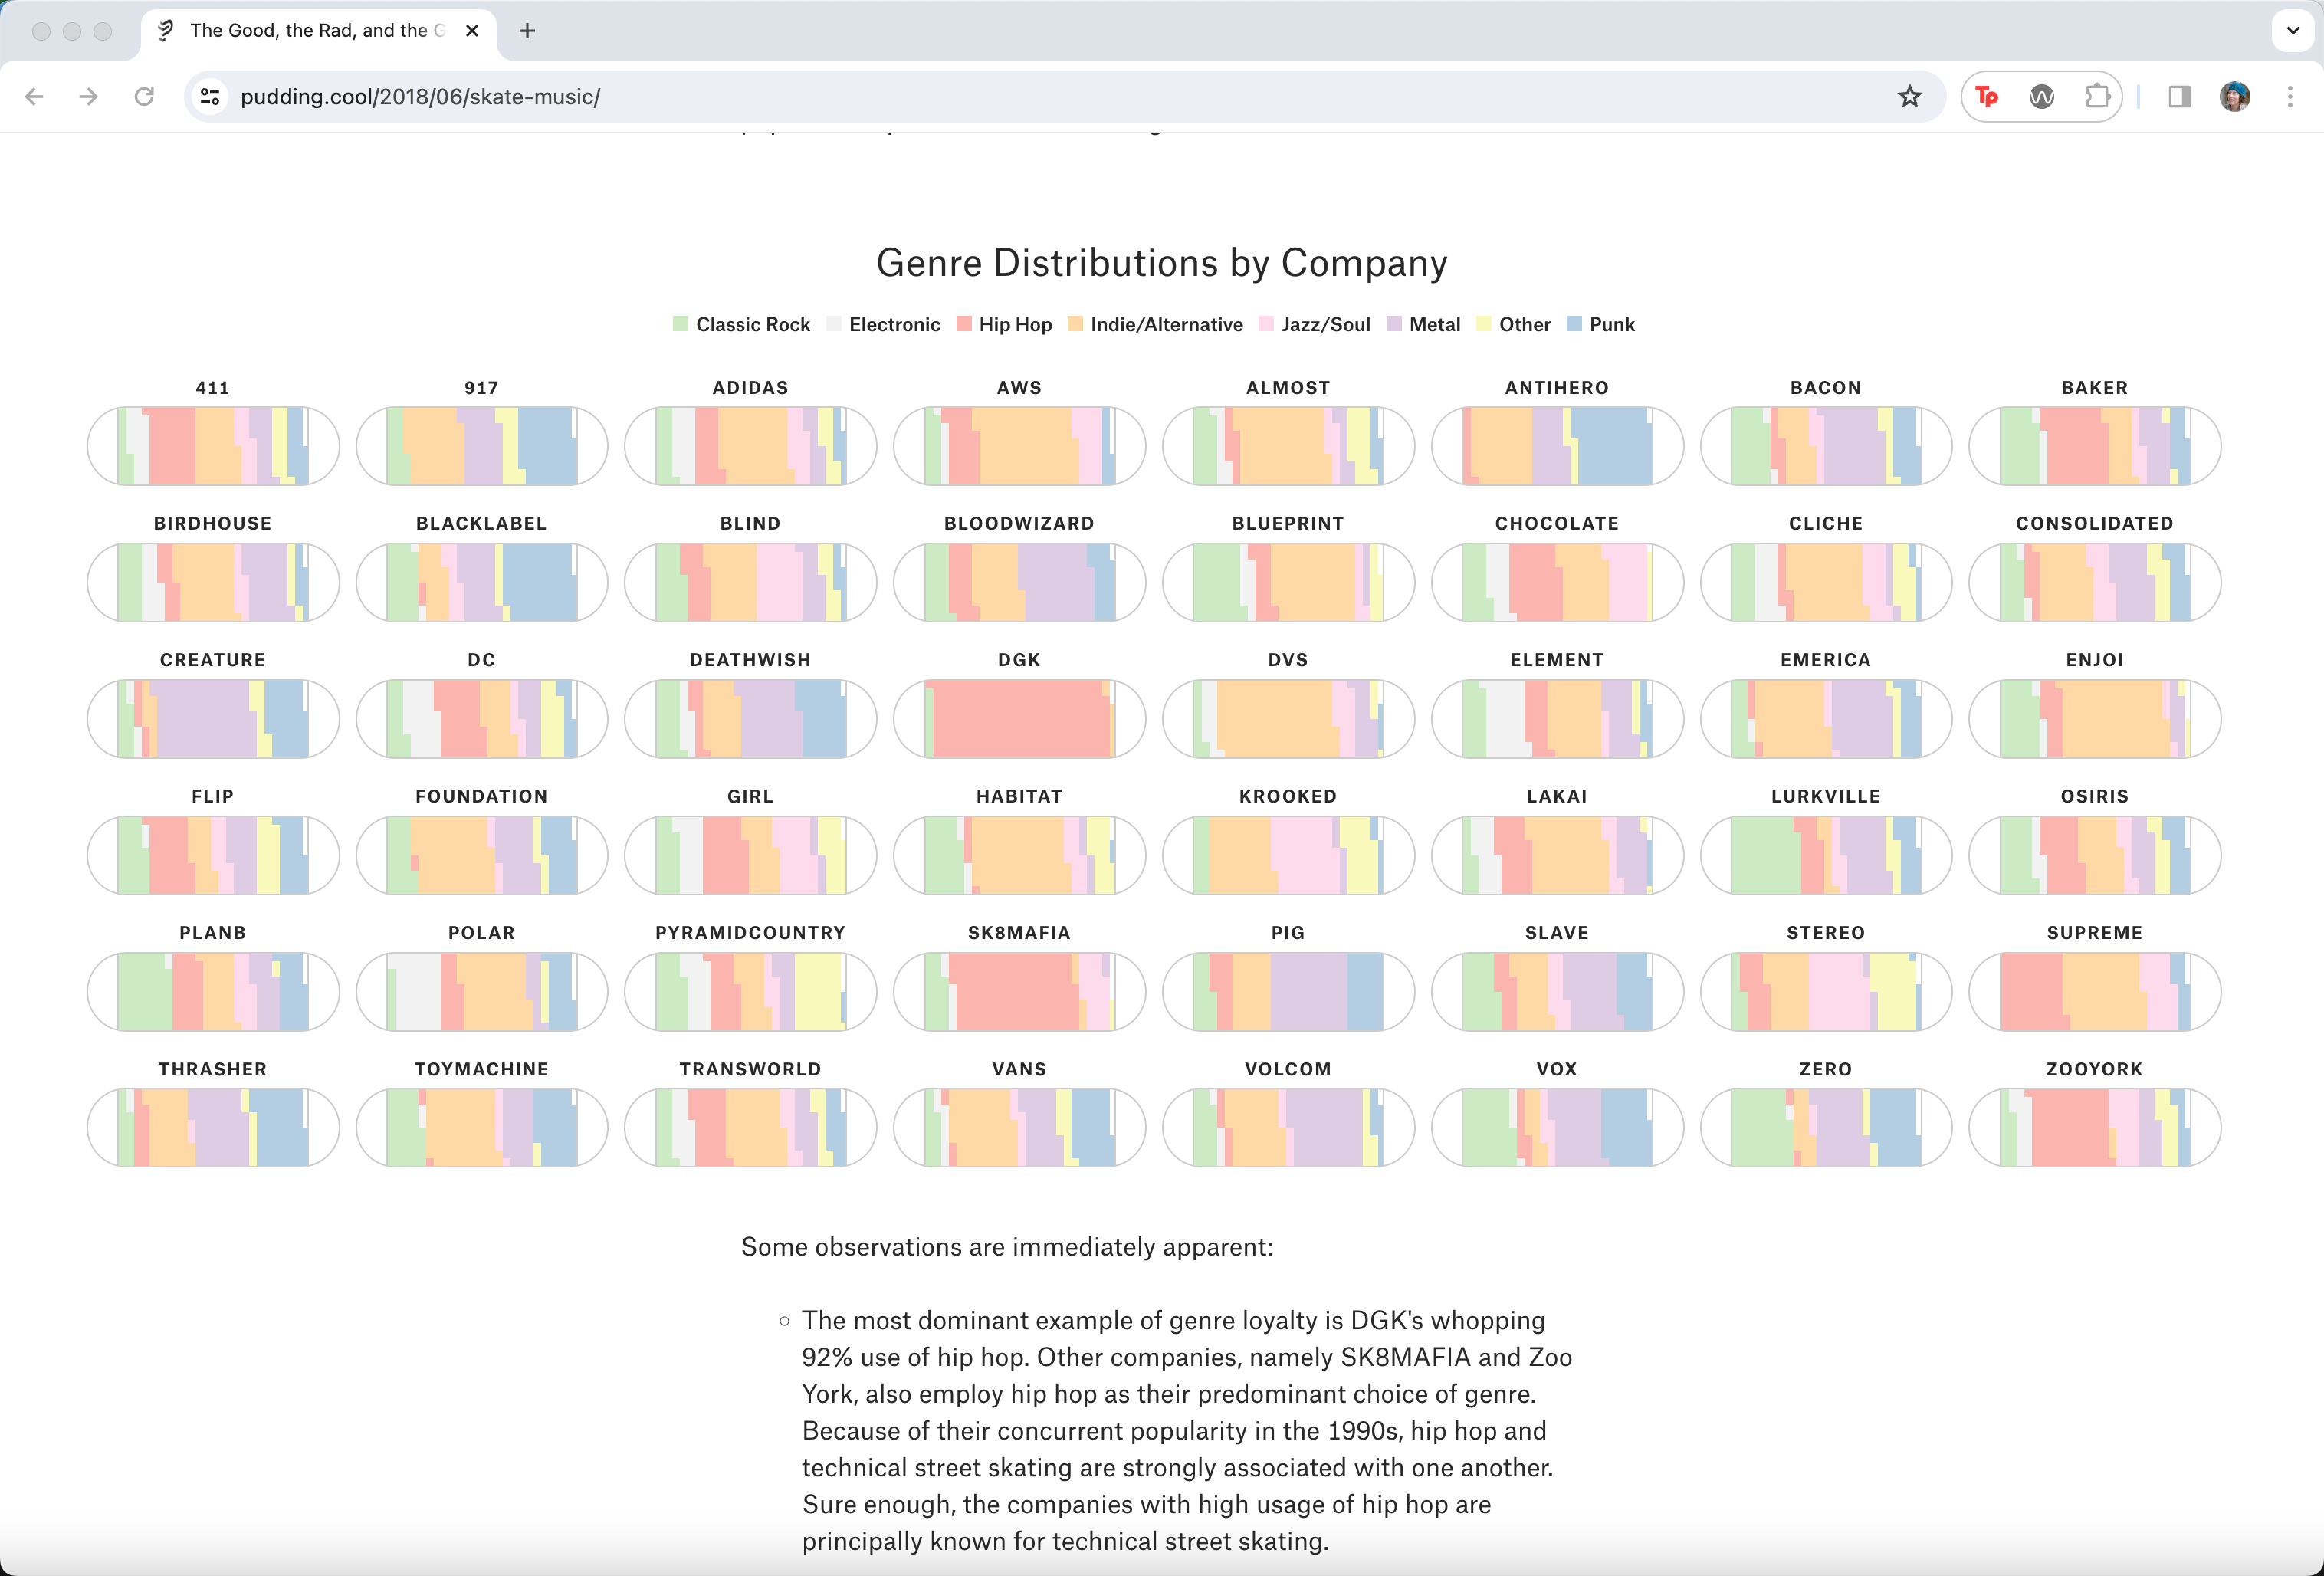 The Good, the Rad, and the G
pudding.cool/2018/06/skate-music/
Tp
Genre Distributions by Company
Classic Rock Electronic Hip Hop Indie/Alternative Jazz/Soul Metal Other Punk
411 917 ADIDAS AWS ALMOST ANTIHERO BACON BAKER
BIRDHOUSE BLACKLABEL BLIND BLOODWIZARD BLUEPRINT CHOCOLATE CLICHE CONSOLIDATED
CREATURE DC DEATHWISH DGK DVS ELEMENT EMERICA ENJOI
FLIP FOUNDATION GIRL HABITAT KROOKED LAKAI LURKVILLE OSIRIS
PLANB POLAR PYRAMIDCOUNTRY SK8MAFIA PIG SLAVE STEREO SUPREME
THRASHER TOYMACHINE TRANSWORLD VANS VOLCOM VOX ZERO ZOOYORK
Some observations are immediately apparent:
The most dominant example of genre loyalty is DGK's whopping
92% use of hip hop. Other companies, namely SK8MAFIA and Zoo
York, also employ hip hop as their predominant choice of genre.
Because of their concurrent popularity in the 1990s, hip hop and
technical street skating are strongly associated with one another.
Sure enough, the companies with high usage of hip hop are
principally known for technical street skating.